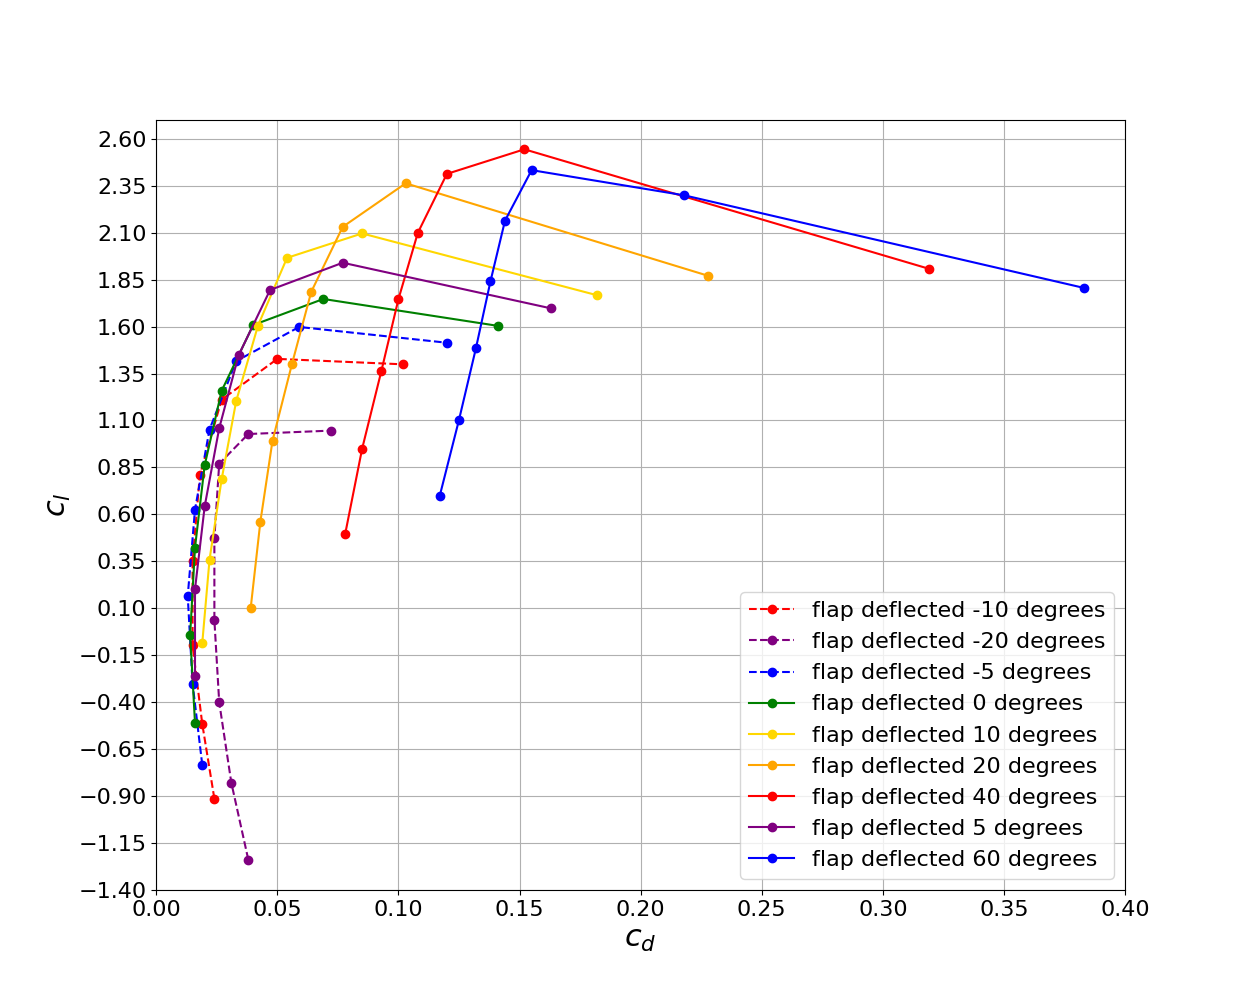 2.60
2.35
2.10
1.85
1.60
1.35
1.10
0.85
0.60
0.35
0.10
−0.15
−0.40
−0.65
−0.90
−1.15
−1.40
c_l
flap deflected -10 degrees
flap deflected -20 degrees
flap deflected -5 degrees
flap deflected 0 degrees
flap deflected 10 degrees
flap deflected 20 degrees
flap deflected 40 degrees
flap deflected 5 degrees
flap deflected 60 degrees
0.00 0.05 0.10 0.15 0.20 0.25 0.30 0.35 0.40
c_d